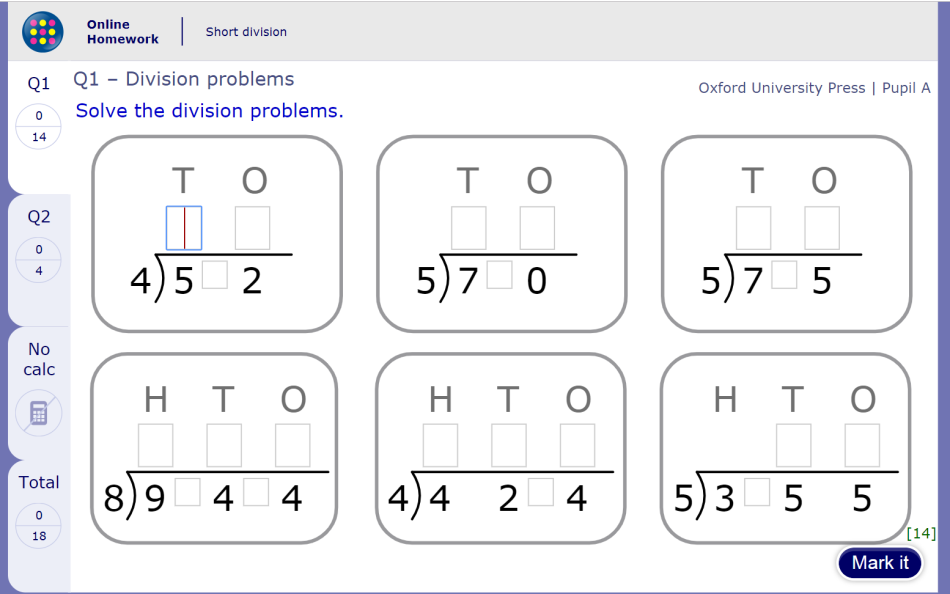 Online
Homework
Short division
Q1
0
14
Q2
0
4
No
calc
Total
0
18
Q1 – Division problems
Oxford University Press | Pupil A
Solve the division problems.
T O
4)5 2
T O
5)7 0
T O
5)7 5
H T O
8)9 4 4
H T O
4)4 2 4
H T O
5)3 5 5
[14]
Mark it